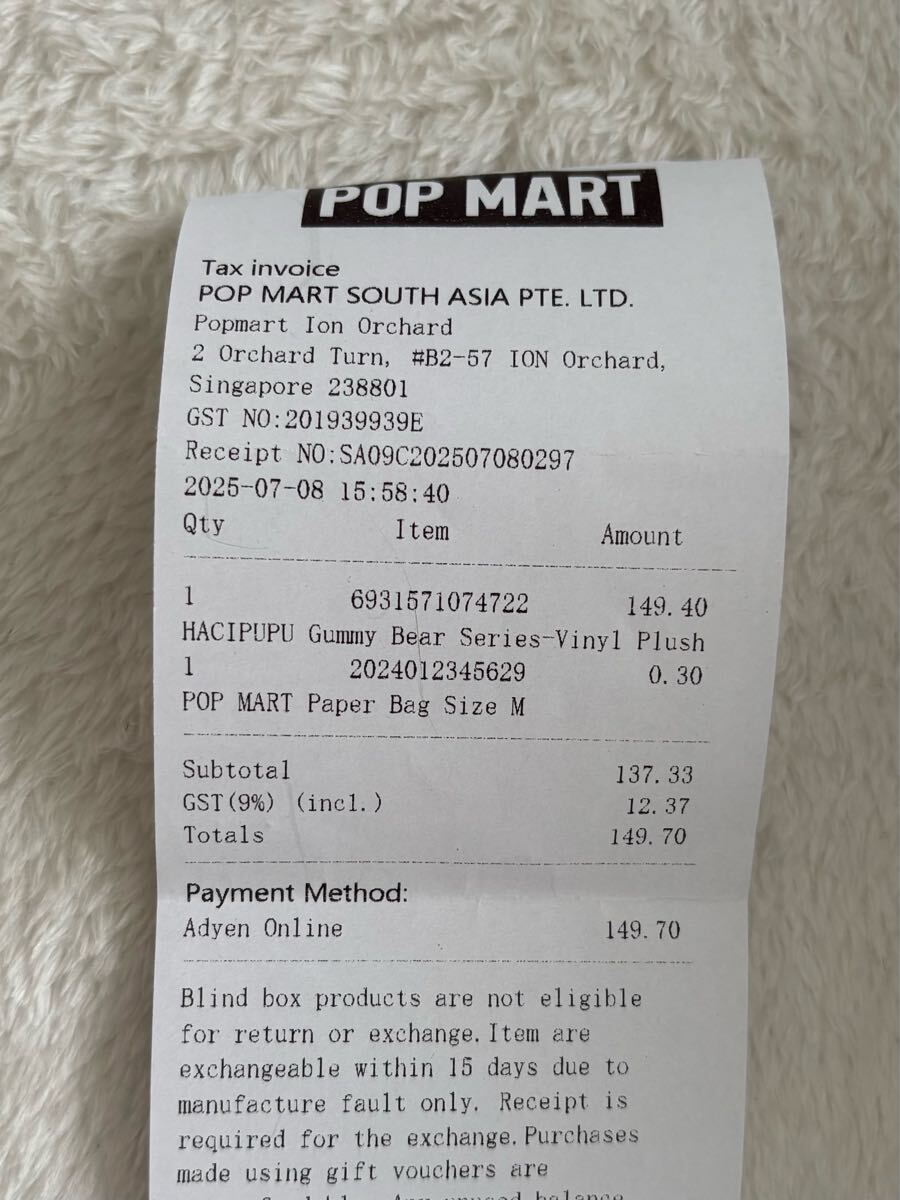 POP MART
Tax invoice
POP MART SOUTH ASIA PTE. LTD.
Popmart Ion Orchard
2 Orchard Turn, #B2-57 ION Orchard,
Singapore 238801
GST NO:201939939E
Receipt NO:SA09C202507080297
2025-07-08 15:58:40
Qty Item Amount
1 6931571074722 149.40
HACIPUPU Gummy Bear Series-Vinyl Plush
1 2024012345629 0.30
POP MART Paper Bag Size M
Subtotal 137.33
GST(9%) (incl.) 12.37
Totals 149.70
Payment Method:
Adyen Online 149.70
Blind box products are not eligible
for return or exchange.Item are
exchangeable within 15 days due to
manufacture fault only. Receipt is
required for the exchange.Purchases
made using gift vouchers are
Any unused balance